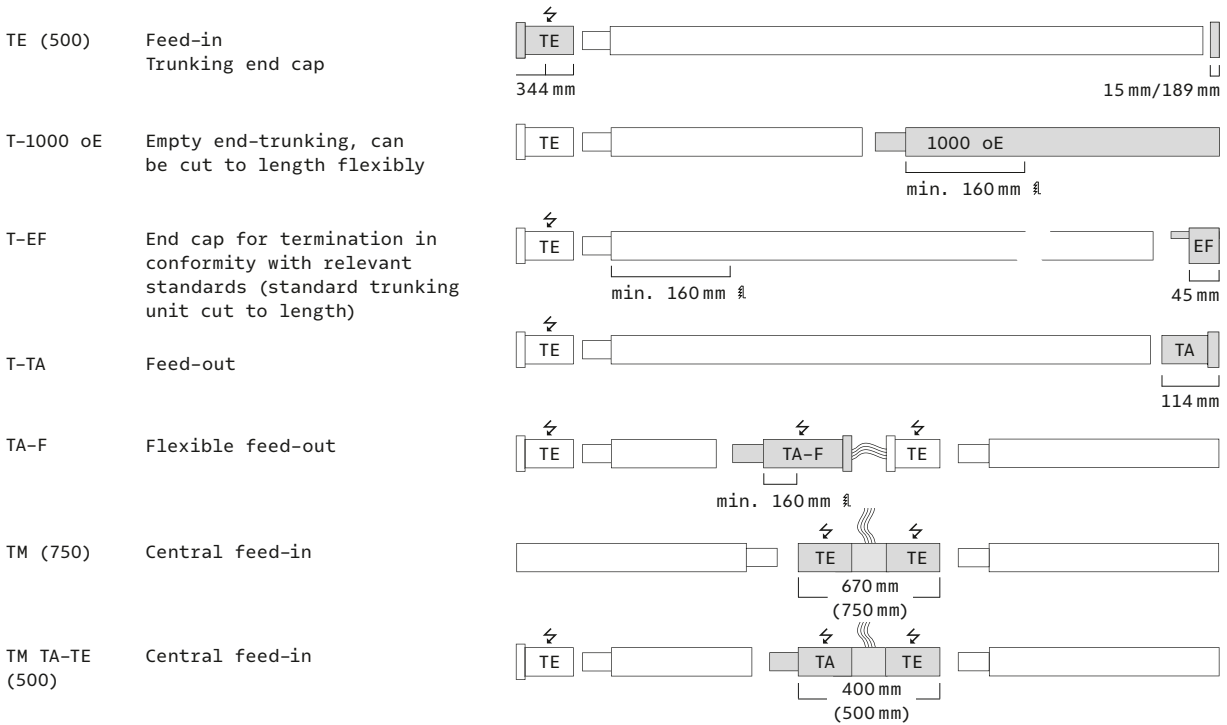 TE (500) Feed-in TE
Trunking end cap
344 mm 15 mm/189 mm
T-1000 oE Empty end-trunking, can TE 1000 oE
be cut to length flexibly
min. 160 mm
T-EF End cap for termination in TE EF
conformity with relevant
standards (standard trunking min. 160 mm 45 mm
unit cut to length)
T-TA Feed-out TE TA
114 mm
TA-F Flexible feed-out TE TA-F TE
min. 160 mm
TM (750) Central feed-in TE TE
670 mm
(750 mm)
TM TA-TE Central feed-in TE TA TE
(500)
400 mm
(500 mm)